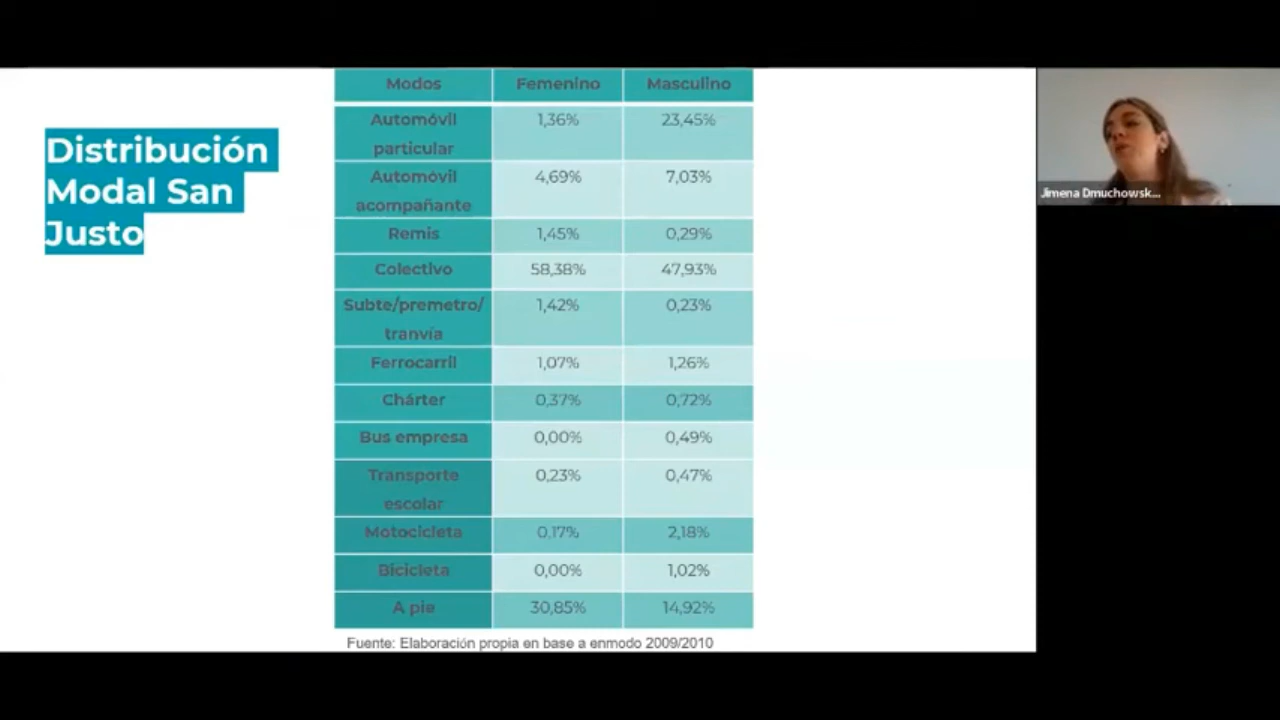 Distribución
Modal San
Justo
Modos Femenino Masculino
Automóvil
particular 1,36% 23,45%
Automóvil
acompañante 4,69% 7,03%
Remis 1,45% 0,29%
Colectivo 58,38% 47,93%
Subte/premetro/
tranvía 1,42% 0,23%
Ferrocarril 1,07% 1,26%
Chárter 0,37% 0,72%
Bus empresa 0,00% 0,49%
Transporte
escolar 0,23% 0,47%
Motocicleta 0,17% 2,18%
Bicicleta 0,00% 1,02%
A pie 30,85% 14,92%
Fuente: Elaboración propia en base a enmodo 2009/2010
Jimena Dmuchowsk...